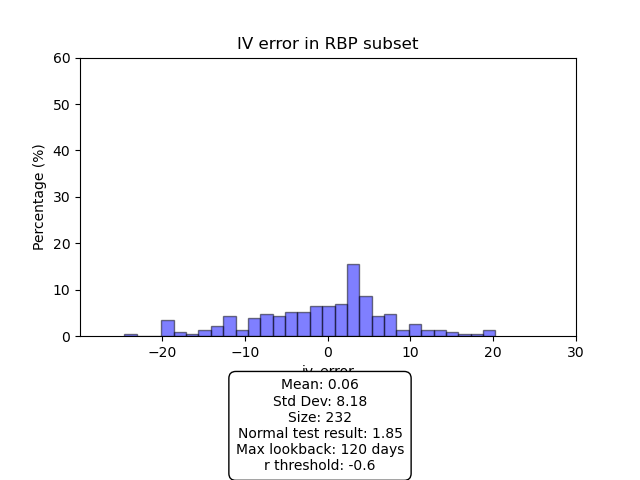 IV error in RBP subset
Percentage (%)
60
50
40
30
20
10
0
−20
−10
0
10
20
30
iv_error
Mean: 0.06
Std Dev: 8.18
Size: 232
Normal test result: 1.85
Max lookback: 120 days
r threshold: -0.6